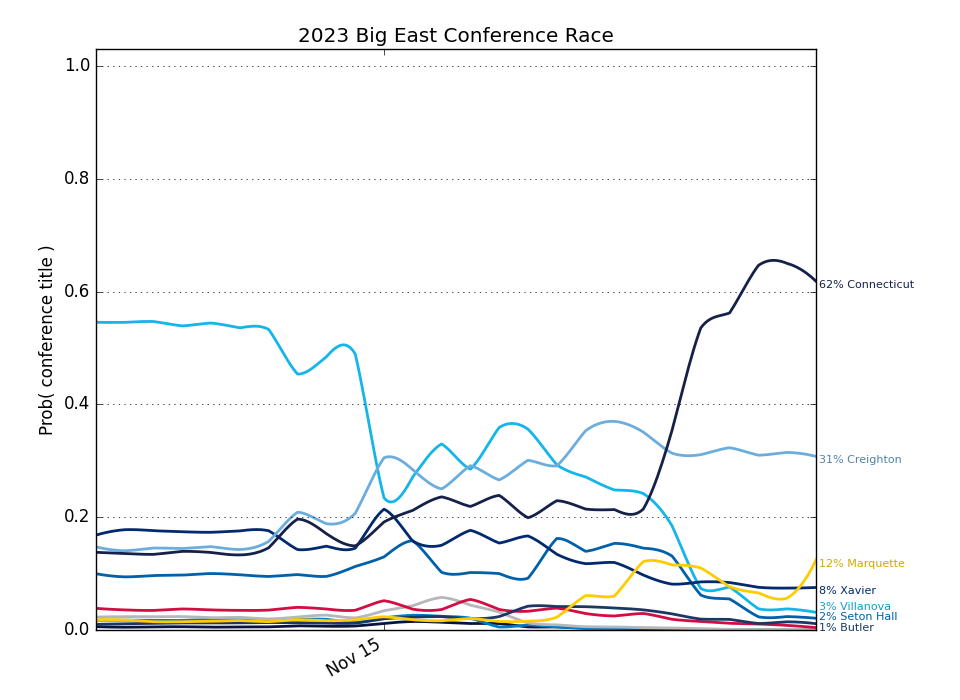 2023 Big East Conference Race
1.0
0.8
0.6
0.4
0.2
0.0
Prob( conference title )
Nov 15
62% Connecticut
31% Creighton
12% Marquette
8% Xavier
3% Villanova
2% Seton Hall
1% Butler